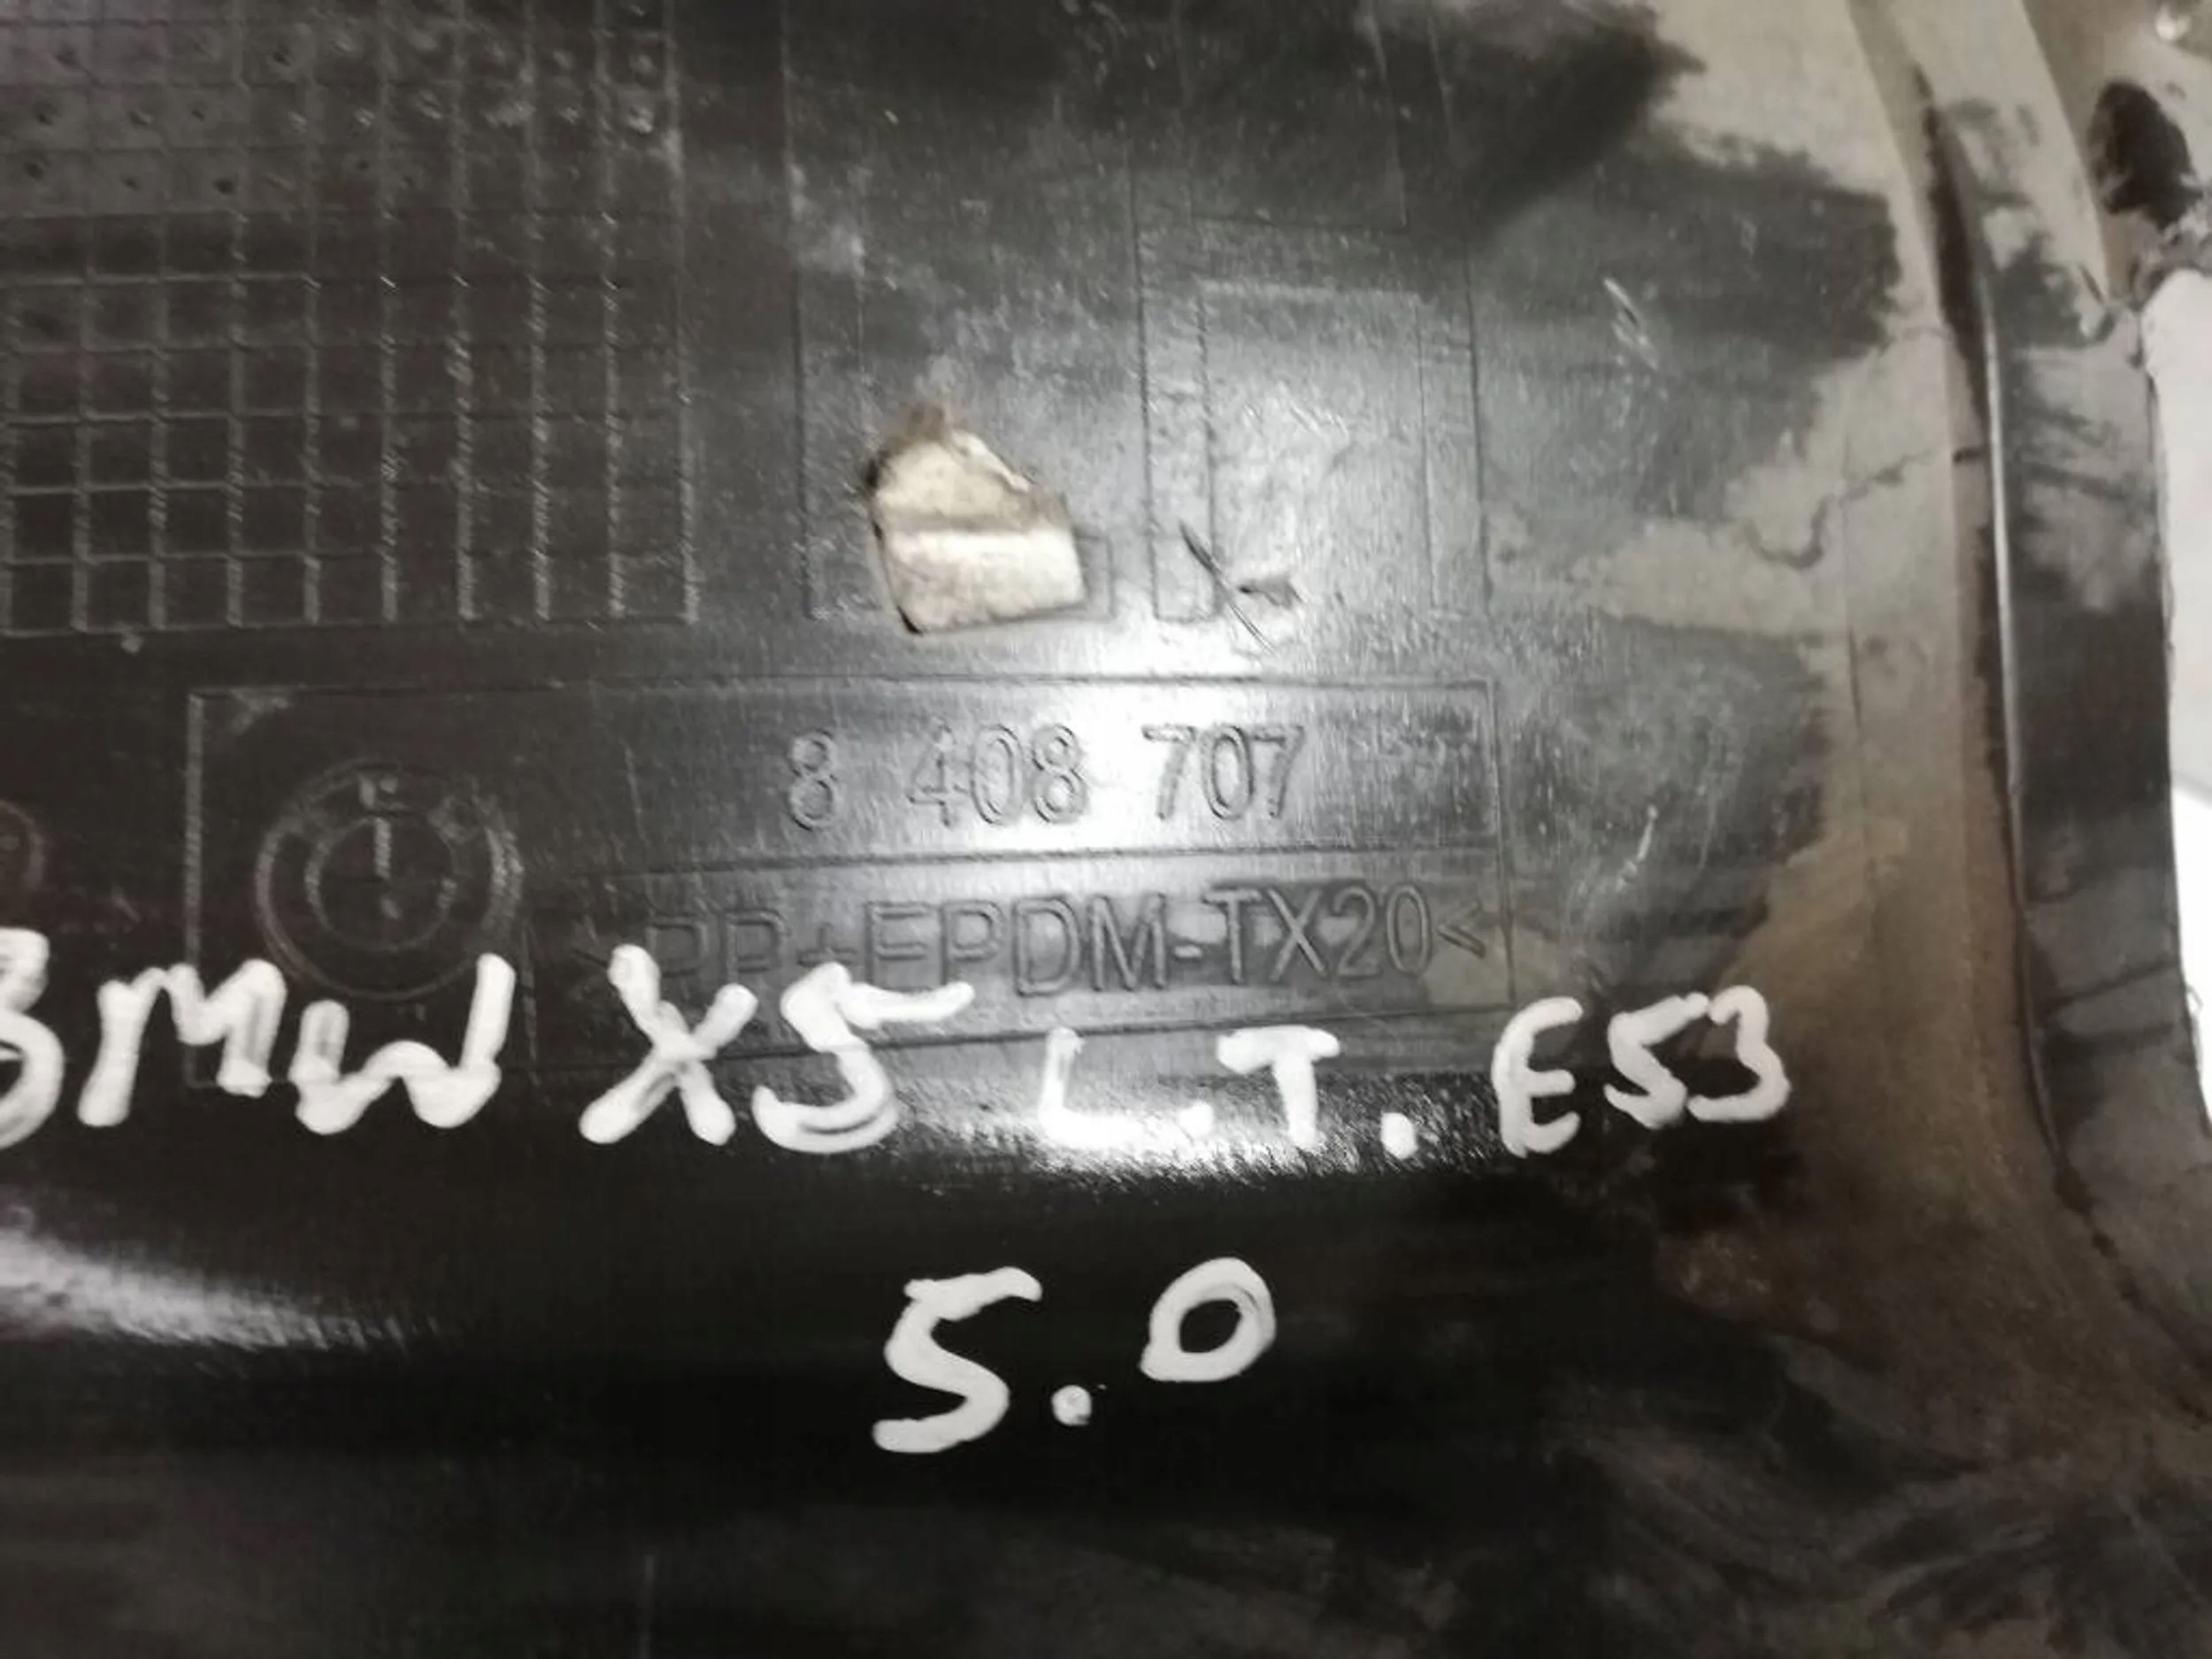 8 408 707
>PP+EPDM-TX20<
BMW X5 L.T. E53
5.0